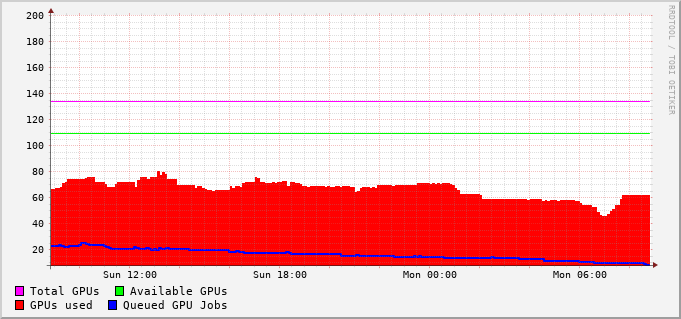 RRDTOOL / TOBI OETIKER
200
180
160
140
120
100
80
60
40
20
Sun 12:00 Sun 18:00 Mon 00:00 Mon 06:00
Total GPUs Available GPUs
GPUs used Queued GPU Jobs